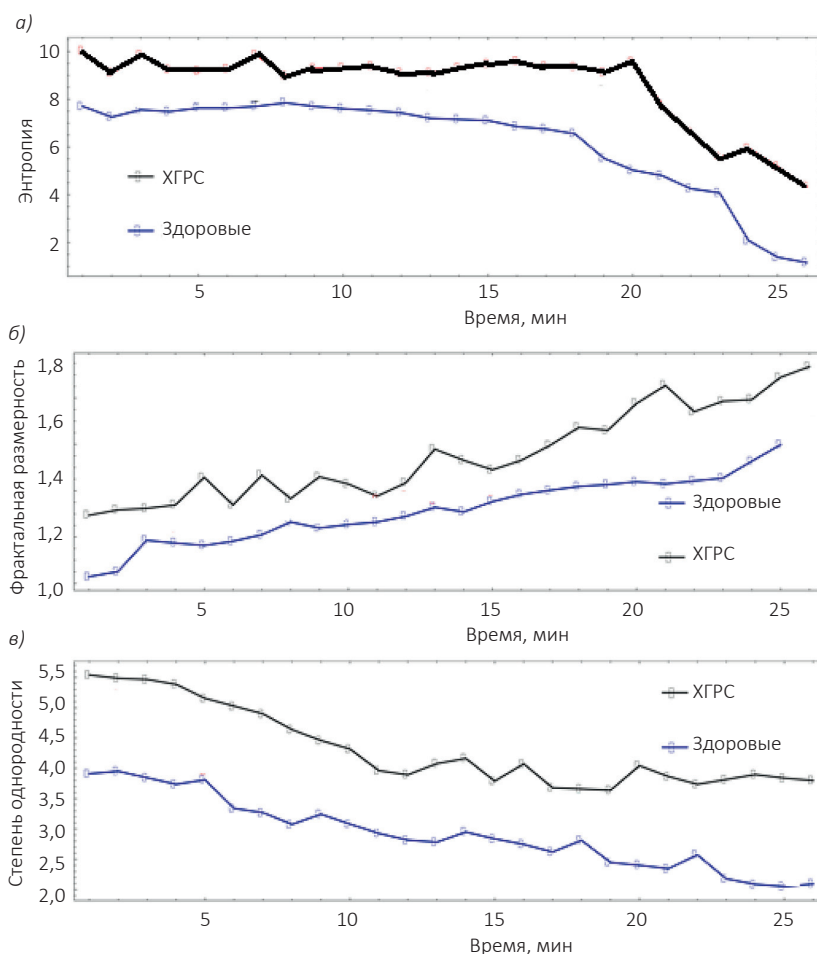 а)
10
8
6
4
2
Энтропия
ХГРС
Здоровые
5
10
15
20
25
Время, мин
б)
1,8
1,6
1,4
1,2
1,0
Фрактальная размерность
Здоровые
ХГРС
5
10
15
20
25
Время, мин
в)
5,5
5,0
4,5
4,0
3,5
3,0
2,5
2,0
Степень однородности
ХГРС
Здоровые
5
10
15
20
25
Время, мин